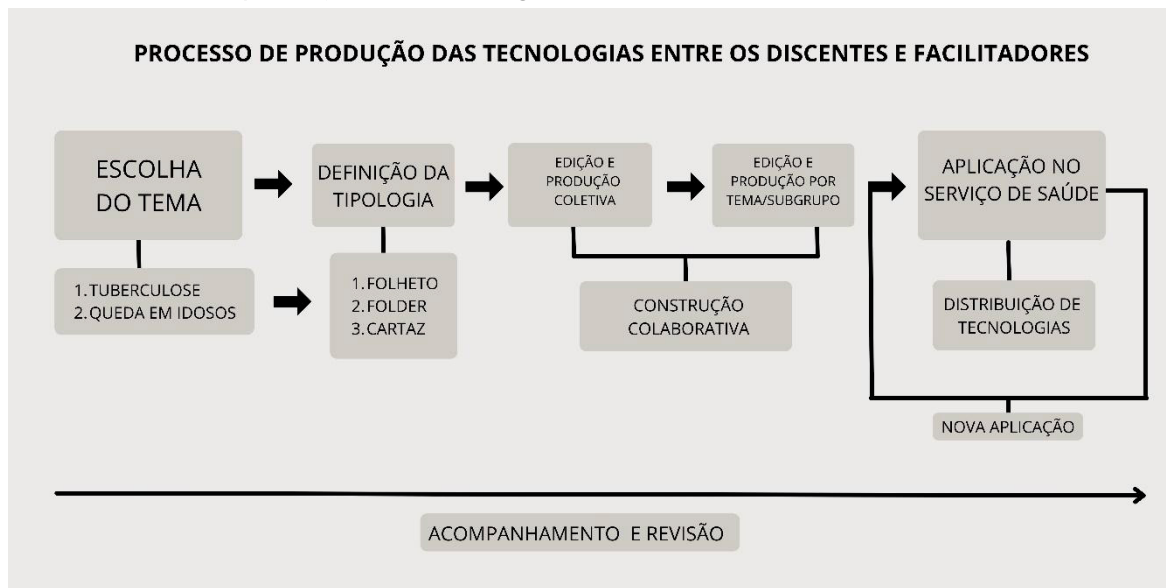 PROCESSO DE PRODUÇÃO DAS TECNOLOGIAS ENTRE OS DISCENTES E FACILITADORES
ESCOLHA
DO TEMA
1. TUBERCULOSE
2. QUEDA EM IDOSOS
DEFINIÇÃO DA
TIPOLOGIA
1. FOLHETO
2. FOLDER
3. CARTAZ
EDIÇÃO E
PRODUÇÃO
COLETIVA
EDIÇÃO E
PRODUÇÃO POR
TEMA/SUBGRUPO
CONSTRUÇÃO
COLABORATIVA
APLICAÇÃO NO
SERVIÇO DE SAÚDE
DISTRIBUIÇÃO DE
TECNOLOGIAS
NOVA APLICAÇÃO
ACOMPANHAMENTO E REVISÃO